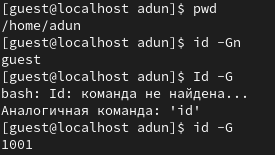 [guest@localhost adun]$ pwd
/home/adun
[guest@localhost adun]$ id -Gn
guest
[guest@localhost adun]$ Id -G
bash: Id: команда не найдена...
Аналогичная команда: 'id'
[guest@localhost adun]$ id -G
1001